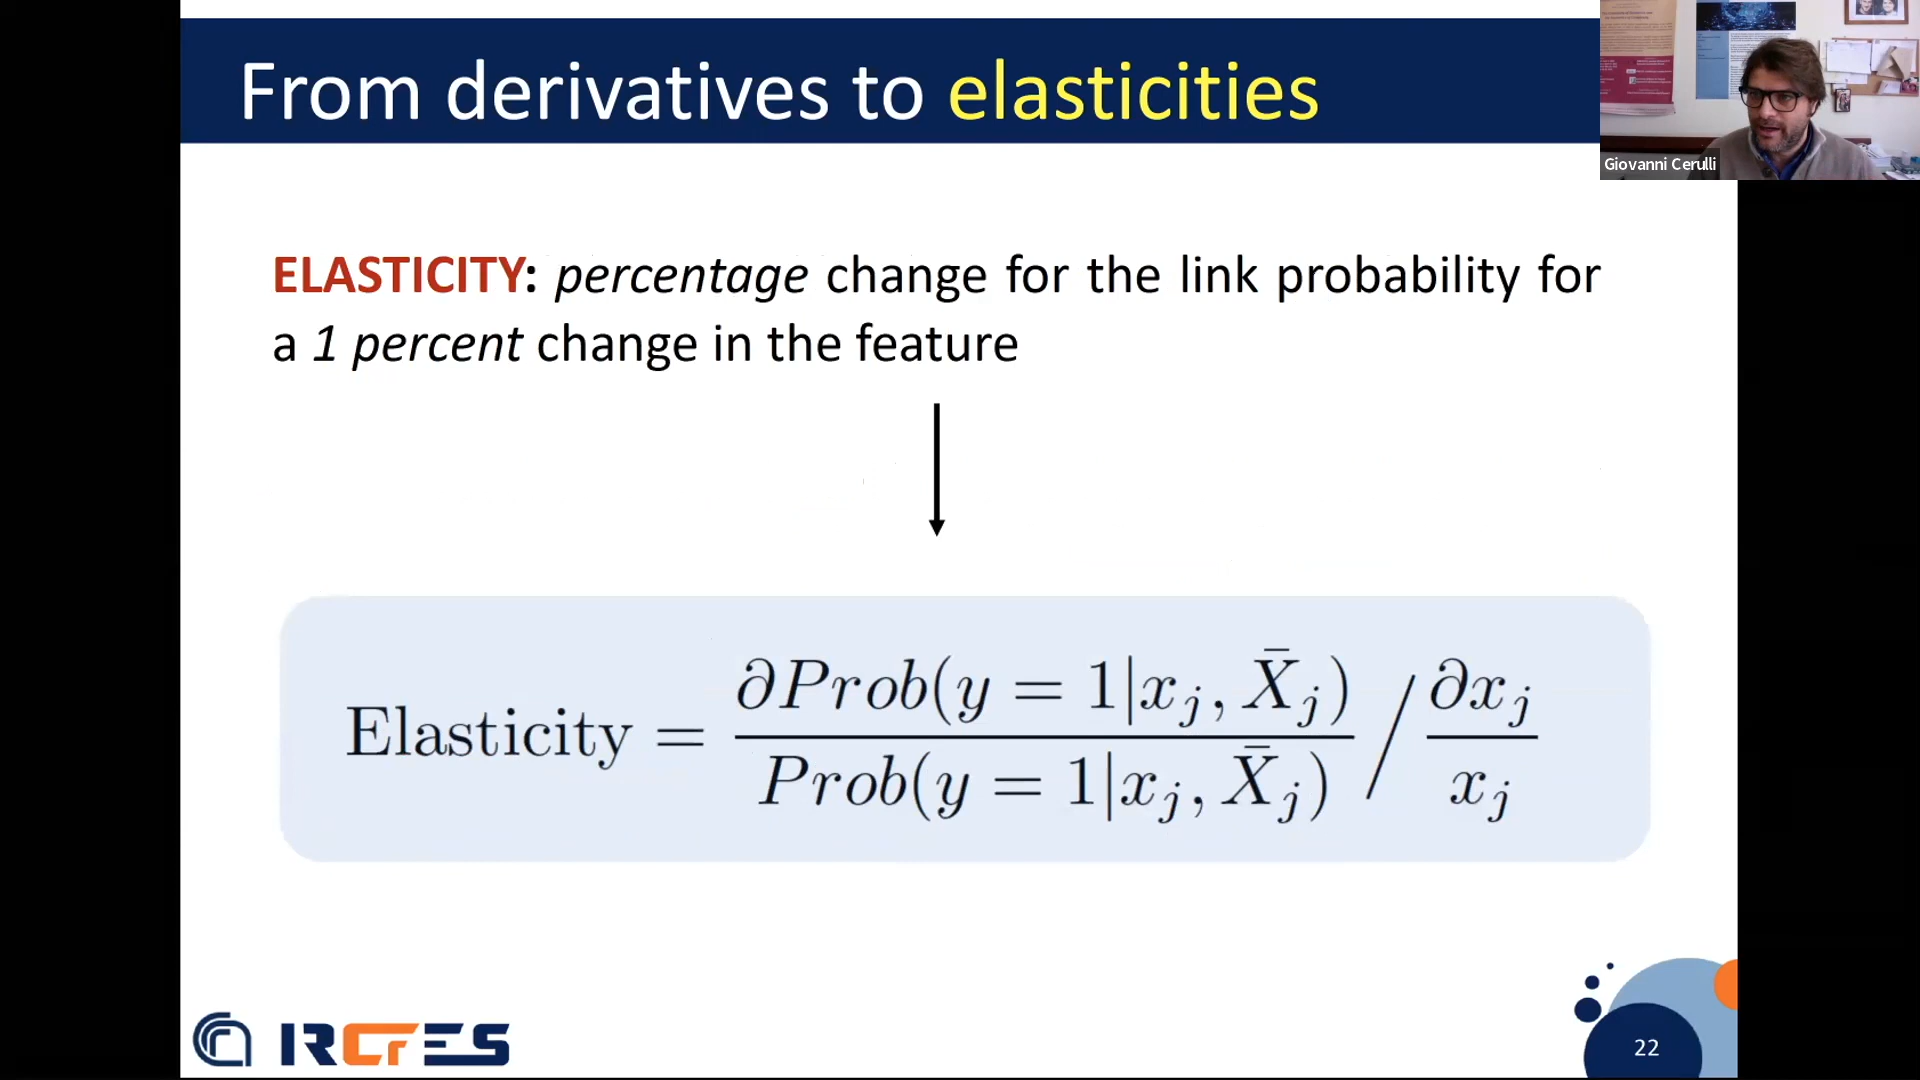 From derivatives to elasticities
Giovanni Cerulli
ELASTICITY: percentage change for the link probability for
a 1 percent change in the feature
Elasticity = ∂Prob(y = 1|x_j, X̄_j) / Prob(y = 1|x_j, X̄_j) / ∂x_j / x_j
IRCrES
22